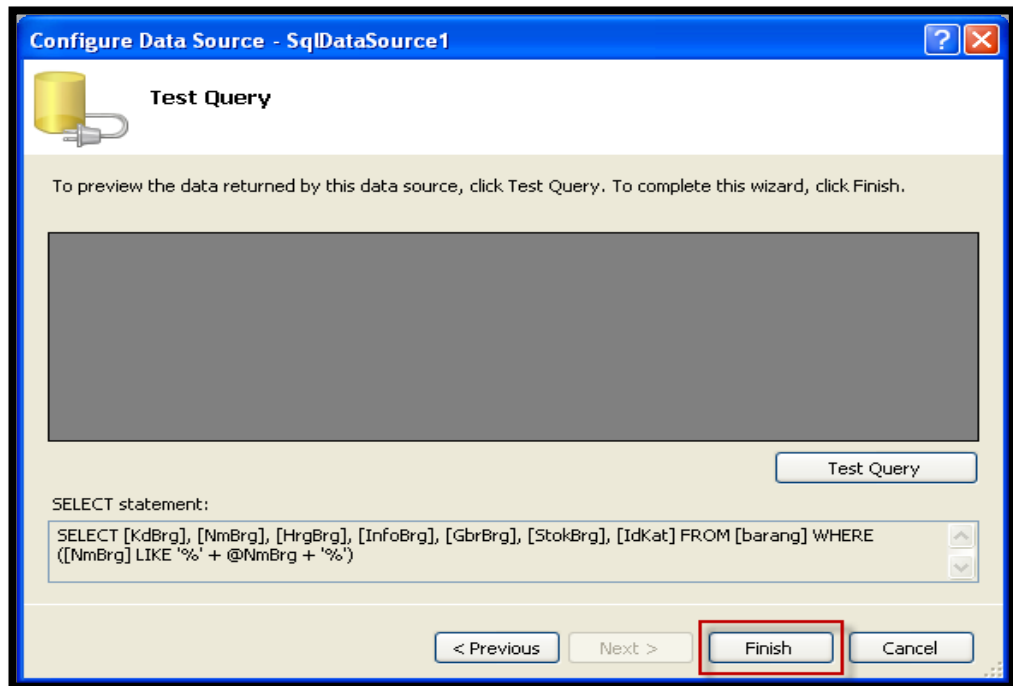 Configure Data Source - SqlDataSource1
Test Query
To preview the data returned by this data source, click Test Query. To complete this wizard, click Finish.
Test Query
SELECT statement:
SELECT [KdBrg], [NmBrg], [HrgBrg], [InfoBrg], [GbrBrg], [StokBrg], [IdKat] FROM [barang] WHERE
([NmBrg] LIKE '%' + @NmBrg + '%')
< Previous Next > Finish Cancel